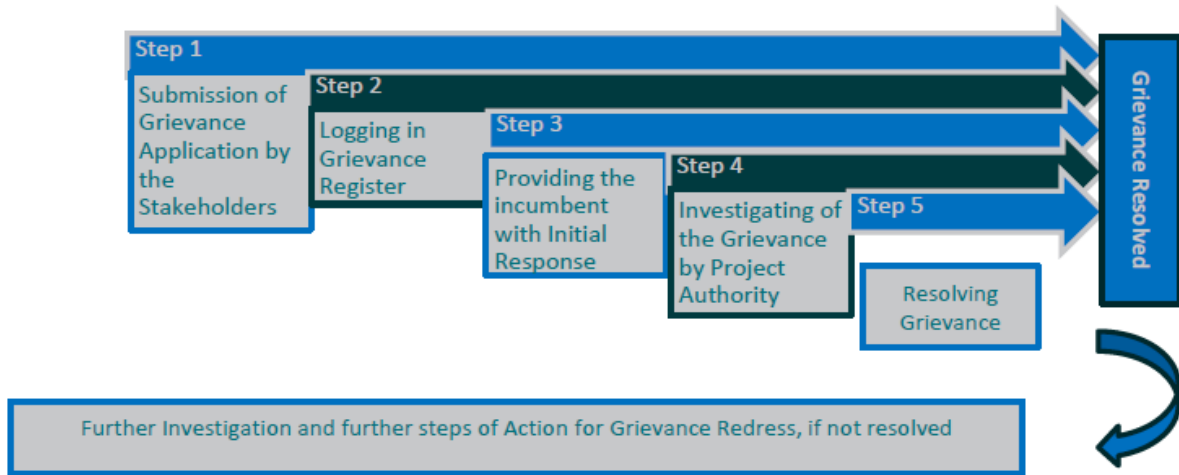 Step 1
Submission of
Grievance
Application by
the
Stakeholders
Step 2
Logging in
Grievance
Register
Step 3
Providing the
incumbent
with Initial
Response
Step 4
Investigating of
the Grievance
by Project
Authority
Step 5
Resolving
Grievance
Grievance Resolved
Further Investigation and further steps of Action for Grievance Redress, if not resolved